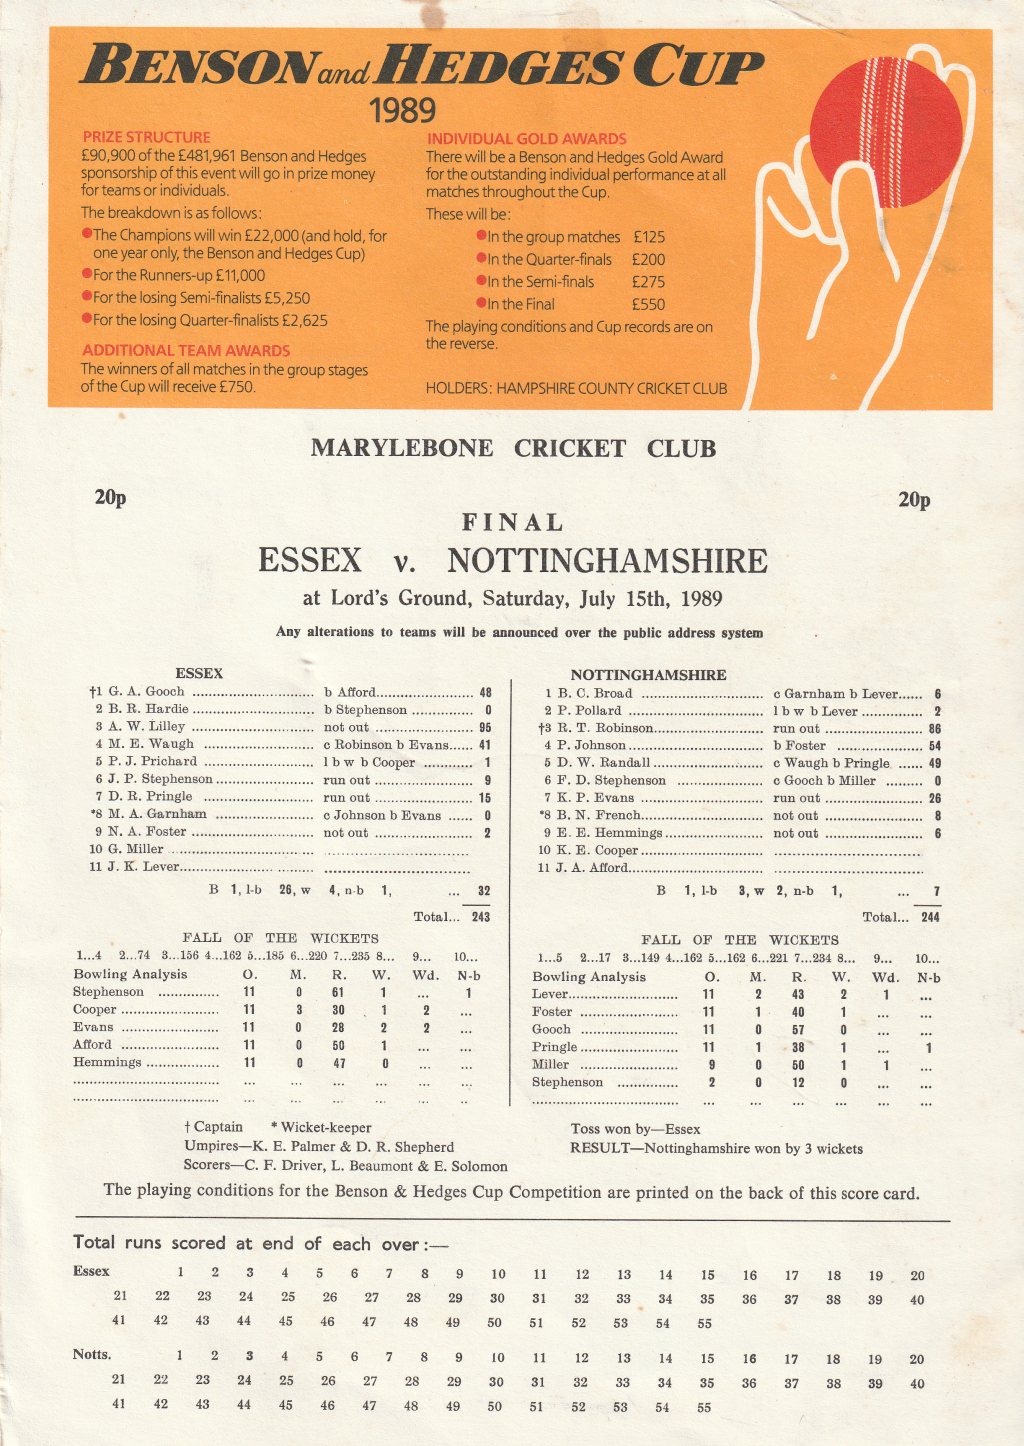 BENSON and HEDGES CUP
1989
PRIZE STRUCTURE
£90,900 of the £481,961 Benson and Hedges
sponsorship of this event will go in prize money
for teams or individuals.
The breakdown is as follows:
●The Champions will win £22,000 (and hold, for
one year only, the Benson and Hedges Cup)
●For the Runners-up £11,000
●For the losing Semi-finalists £5,250
●For the losing Quarter-finalists £2,625
ADDITIONAL TEAM AWARDS
The winners of all matches in the group stages
of the Cup will receive £750.
INDIVIDUAL GOLD AWARDS
There will be a Benson and Hedges Gold Award
for the outstanding individual performance at all
matches throughout the Cup.
These will be:
●In the group matches £125
●In the Quarter-finals £200
●In the Semi-finals £275
●In the Final £550
The playing conditions and Cup records are on
the reverse.
HOLDERS: HAMPSHIRE COUNTY CRICKET CLUB
MARYLEBONE CRICKET CLUB
20p 20p
FINAL
ESSEX v. NOTTINGHAMSHIRE
at Lord's Ground, Saturday, July 15th, 1989
Any alterations to teams will be announced over the public address system
ESSEX
†1 G. A. Gooch ............ b Afford............ 48
2 B. R. Hardie ............ b Stephenson ............ 0
3 A. W. Lilley ............ not out ............ 95
4 M. E. Waugh ............ c Robinson b Evans...... 41
5 P. J. Prichard ............ l b w b Cooper ............ 1
6 J. P. Stephenson ............ run out ............ 9
7 D. R. Pringle ............ run out ............ 15
*8 M. A. Garnham ............ c Johnson b Evans ...... 0
9 N. A. Foster ............ not out ............ 2
10 G. Miller ............ ............
11 J. K. Lever............ ............
B 1, l-b 26, w 4, n-b 1, ... 32
Total... 243
FALL OF THE WICKETS
1...4 2...74 3...156 4...162 5...185 6...220 7...235 8... 9... 10...
Bowling Analysis O. M. R. W. Wd. N-b
Stephenson ............ 11 0 61 1 ... 1
Cooper ............ 11 3 30 1 2 ...
Evans ............ 11 0 28 2 2 ...
Afford ............ 11 0 50 1 ... ...
Hemmings ............ 11 0 47 0 ... ...
............ ... ... ... ... ... ...
............ ... ... ... ... ... ...
NOTTINGHAMSHIRE
1 B. C. Broad ............ c Garnham b Lever...... 6
2 P. Pollard ............ l b w b Lever ............ 2
†3 R. T. Robinson............ run out ............ 86
4 P. Johnson ............ b Foster ............ 54
5 D. W. Randall ............ c Waugh b Pringle ...... 49
6 F. D. Stephenson ............ c Gooch b Miller ......... 0
7 K. P. Evans ............ run out ............ 26
*8 B. N. French............ not out ............ 8
9 E. E. Hemmings ............ not out ............ 6
10 K. E. Cooper ............ ............
11 J. A. Afford............ ............
B 1, l-b 3, w 2, n-b 1, ... 7
Total... 244
FALL OF THE WICKETS
1...5 2...17 3...149 4...162 5...162 6...221 7...234 8... 9... 10...
Bowling Analysis O. M. R. W. Wd. N-b
Lever............ 11 2 43 2 1 ...
Foster ............ 11 1 40 1 ... ...
Gooch ............ 11 0 57 0 ... ...
Pringle ............ 11 1 38 1 ... 1
Miller ............ 9 0 50 1 1 ...
Stephenson ............ 2 0 12 0 ... ...
............ ... ... ... ... ... ...
† Captain * Wicket-keeper
Umpires—K. E. Palmer & D. R. Shepherd
Scorers—C. F. Driver, L. Beaumont & E. Solomon
Toss won by—Essex
RESULT—Nottinghamshire won by 3 wickets
The playing conditions for the Benson & Hedges Cup Competition are printed on the back of this score card.
Total runs scored at end of each over :—
Essex 1 2 3 4 5 6 7 8 9 10 11 12 13 14 15 16 17 18 19 20
21 22 23 24 25 26 27 28 29 30 31 32 33 34 35 36 37 38 39 40
41 42 43 44 45 46 47 48 49 50 51 52 53 54 55
Notts. 1 2 3 4 5 6 7 8 9 10 11 12 13 14 15 16 17 18 19 20
21 22 23 24 25 26 27 28 29 30 31 32 33 34 35 36 37 38 39 40
41 42 43 44 45 46 47 48 49 50 51 52 53 54 55